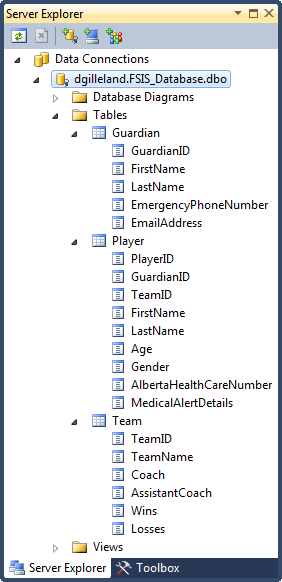 Server Explorer
Data Connections
dgilleland.FSIS_Database.dbo
Database Diagrams
Tables
Guardian
GuardianID
FirstName
LastName
EmergencyPhoneNumber
EmailAddress
Player
PlayerID
GuardianID
TeamID
FirstName
LastName
Age
Gender
AlbertaHealthCareNumber
MedicalAlertDetails
Team
TeamID
TeamName
Coach
AssistantCoach
Wins
Losses
Views
Server Explorer Toolbox